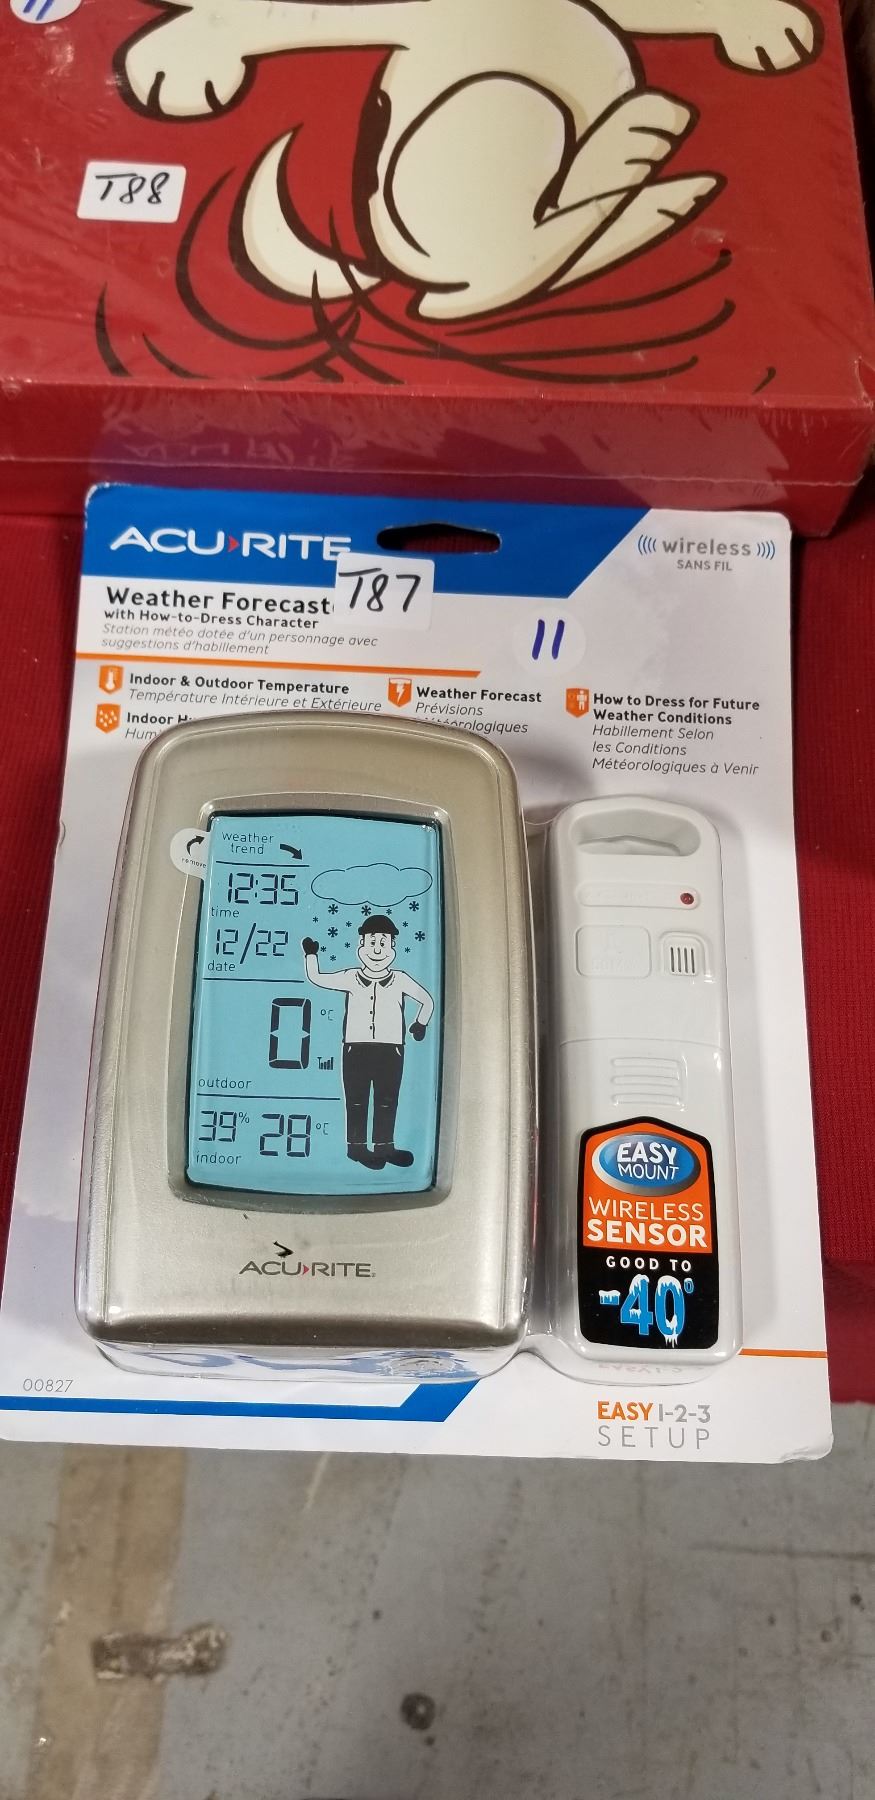 11
T88
ACU›RITE
wireless
SANS FIL
Weather Forecast
T87
with How-to-Dress Character
Station météo dotée d'un personnage avec
suggestions d'habillement
11
Indoor & Outdoor Temperature
Température Intérieure et Extérieure
Indoor
Weather Forecast
Prévisions
How to Dress for Future
Weather Conditions
Habillement Selon
les Conditions
Météorologiques à Venir
remove
weather
trend
12:35
time
12/22
date
0 °C
outdoor
39% 28 °C
indoor
ACU›RITE
EASY
MOUNT
WIRELESS
SENSOR
GOOD TO
-40°
00827
EASY 1-2-3
SETUP